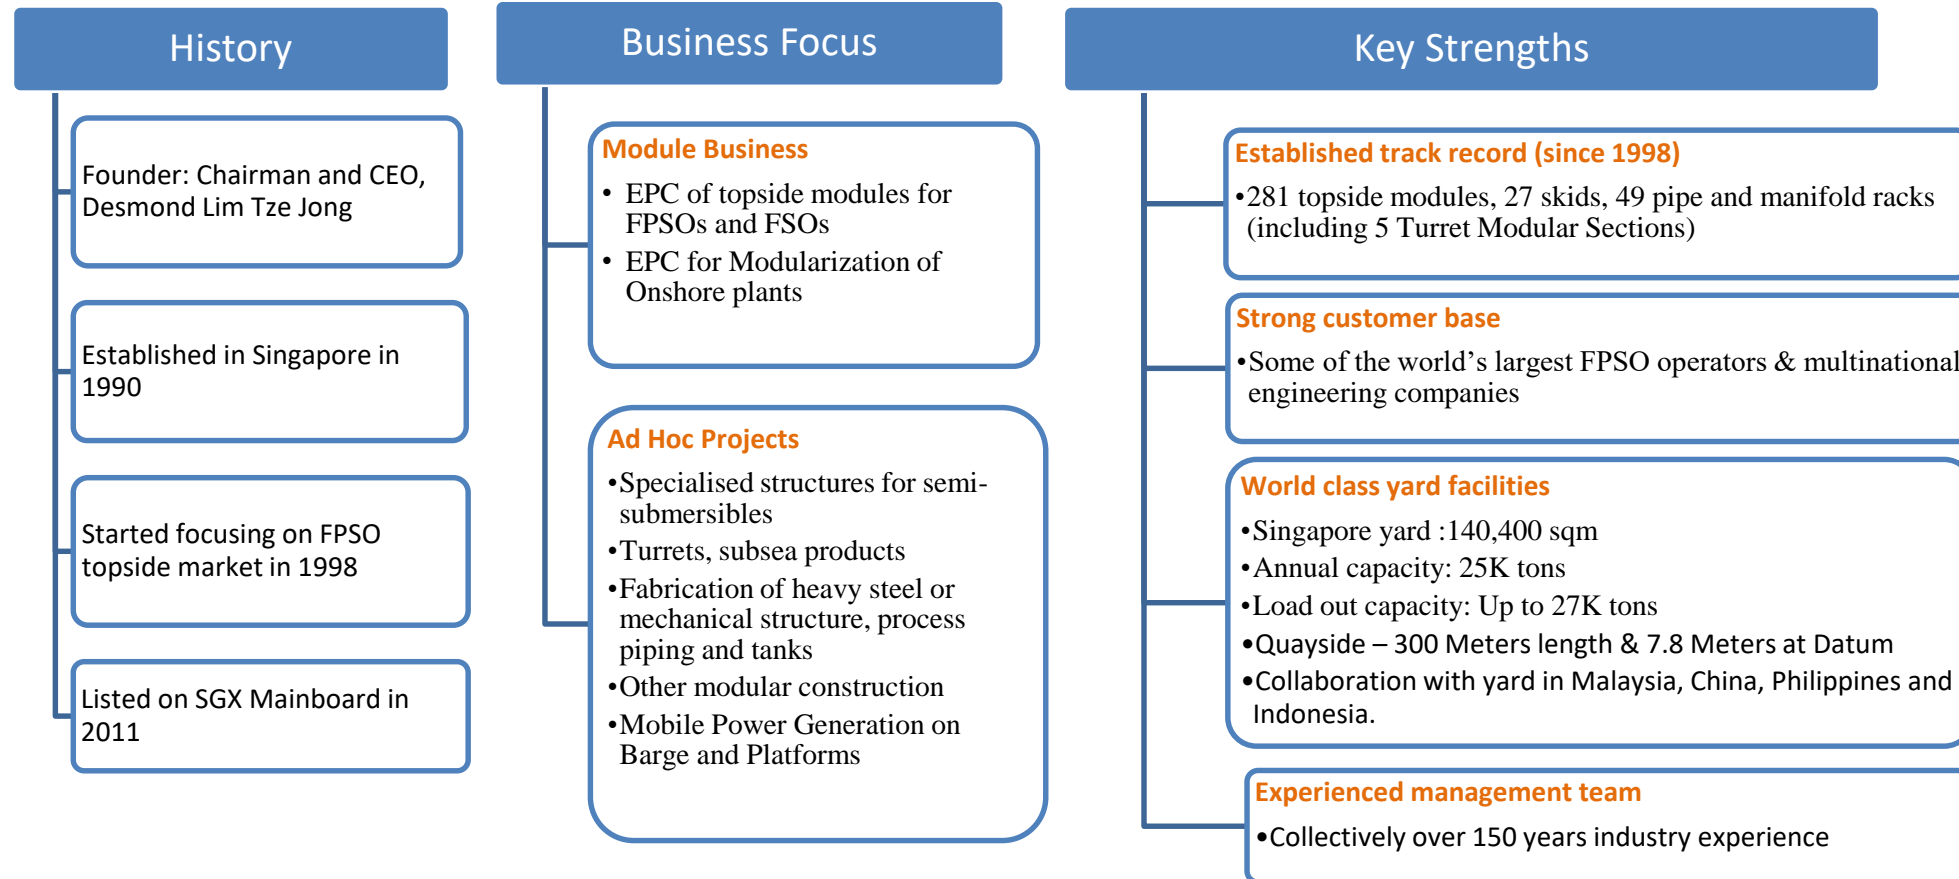 History
Founder: Chairman and CEO,
Desmond Lim Tze Jong
Established in Singapore in
1990
Started focusing on FPSO
topside market in 1998
Listed on SGX Mainboard in
2011
Business Focus
Module Business
• EPC of topside modules for
FPSOs and FSOs
• EPC for Modularization of
Onshore plants
Ad Hoc Projects
•Specialised structures for semi-
submersibles
•Turrets, subsea products
•Fabrication of heavy steel or
mechanical structure, process
piping and tanks
•Other modular construction
•Mobile Power Generation on
Barge and Platforms
Key Strengths
Established track record (since 1998)
•281 topside modules, 27 skids, 49 pipe and manifold racks
(including 5 Turret Modular Sections)
Strong customer base
•Some of the world’s largest FPSO operators & multinational
engineering companies
World class yard facilities
•Singapore yard :140,400 sqm
•Annual capacity: 25K tons
•Load out capacity: Up to 27K tons
•Quayside – 300 Meters length & 7.8 Meters at Datum
•Collaboration with yard in Malaysia, China, Philippines and
Indonesia.
Experienced management team
•Collectively over 150 years industry experience